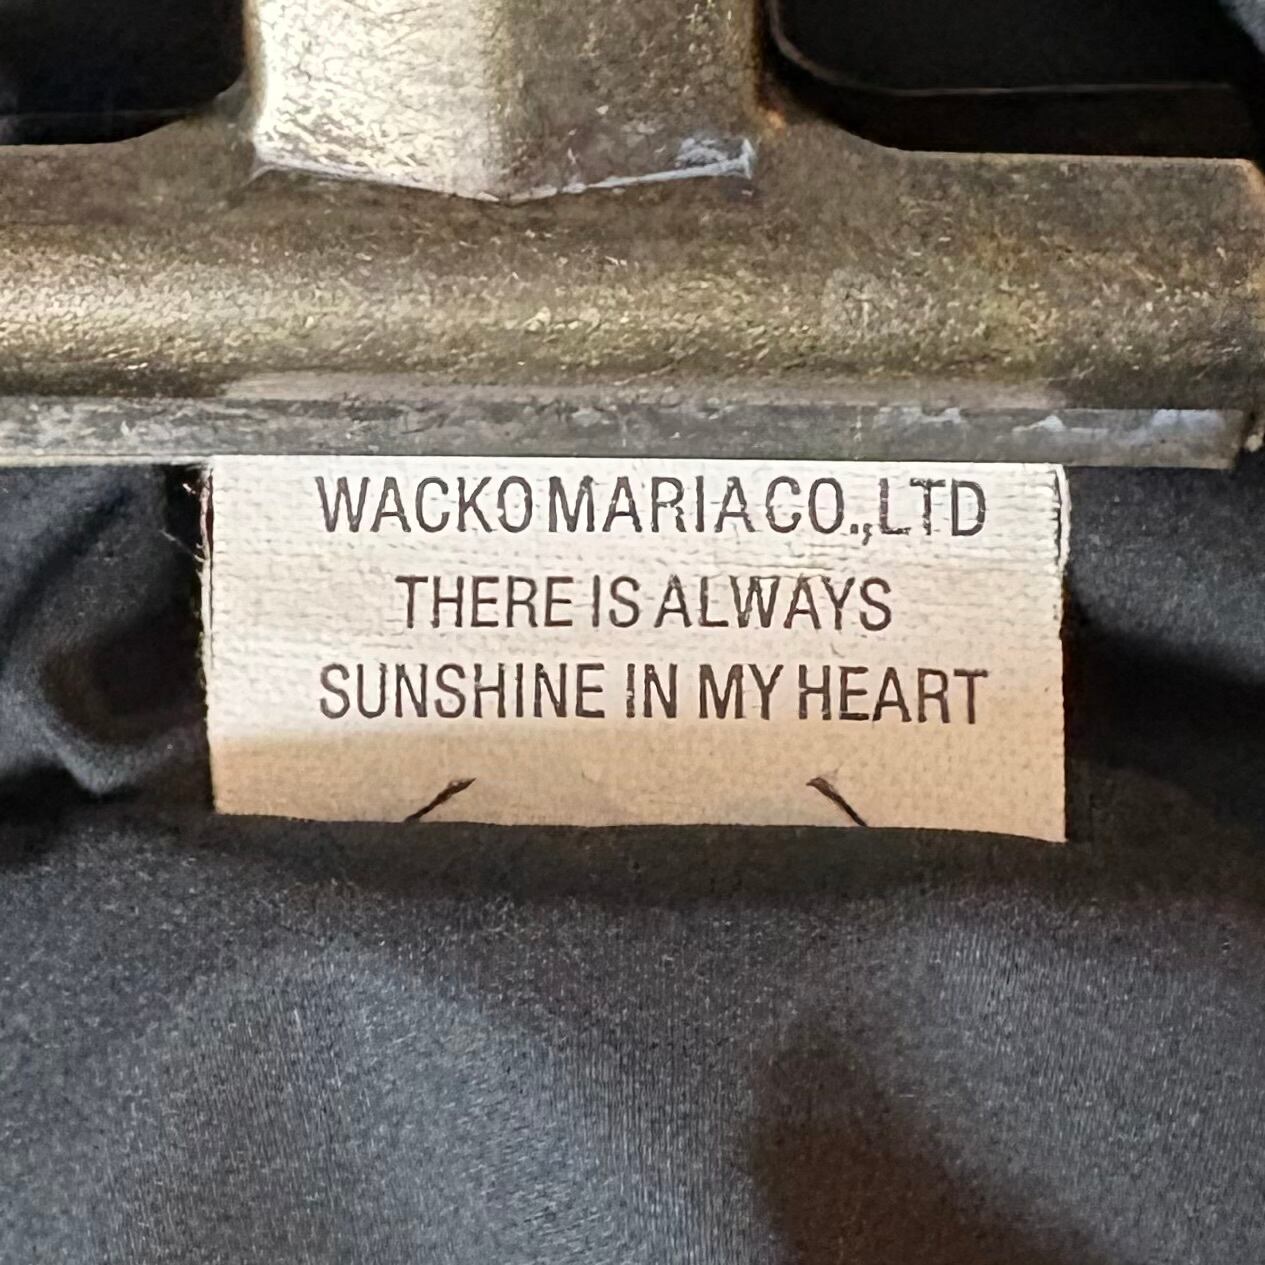 WACKO MARIA CO.,LTD
THERE IS ALWAYS
SUNSHINE IN MY HEART